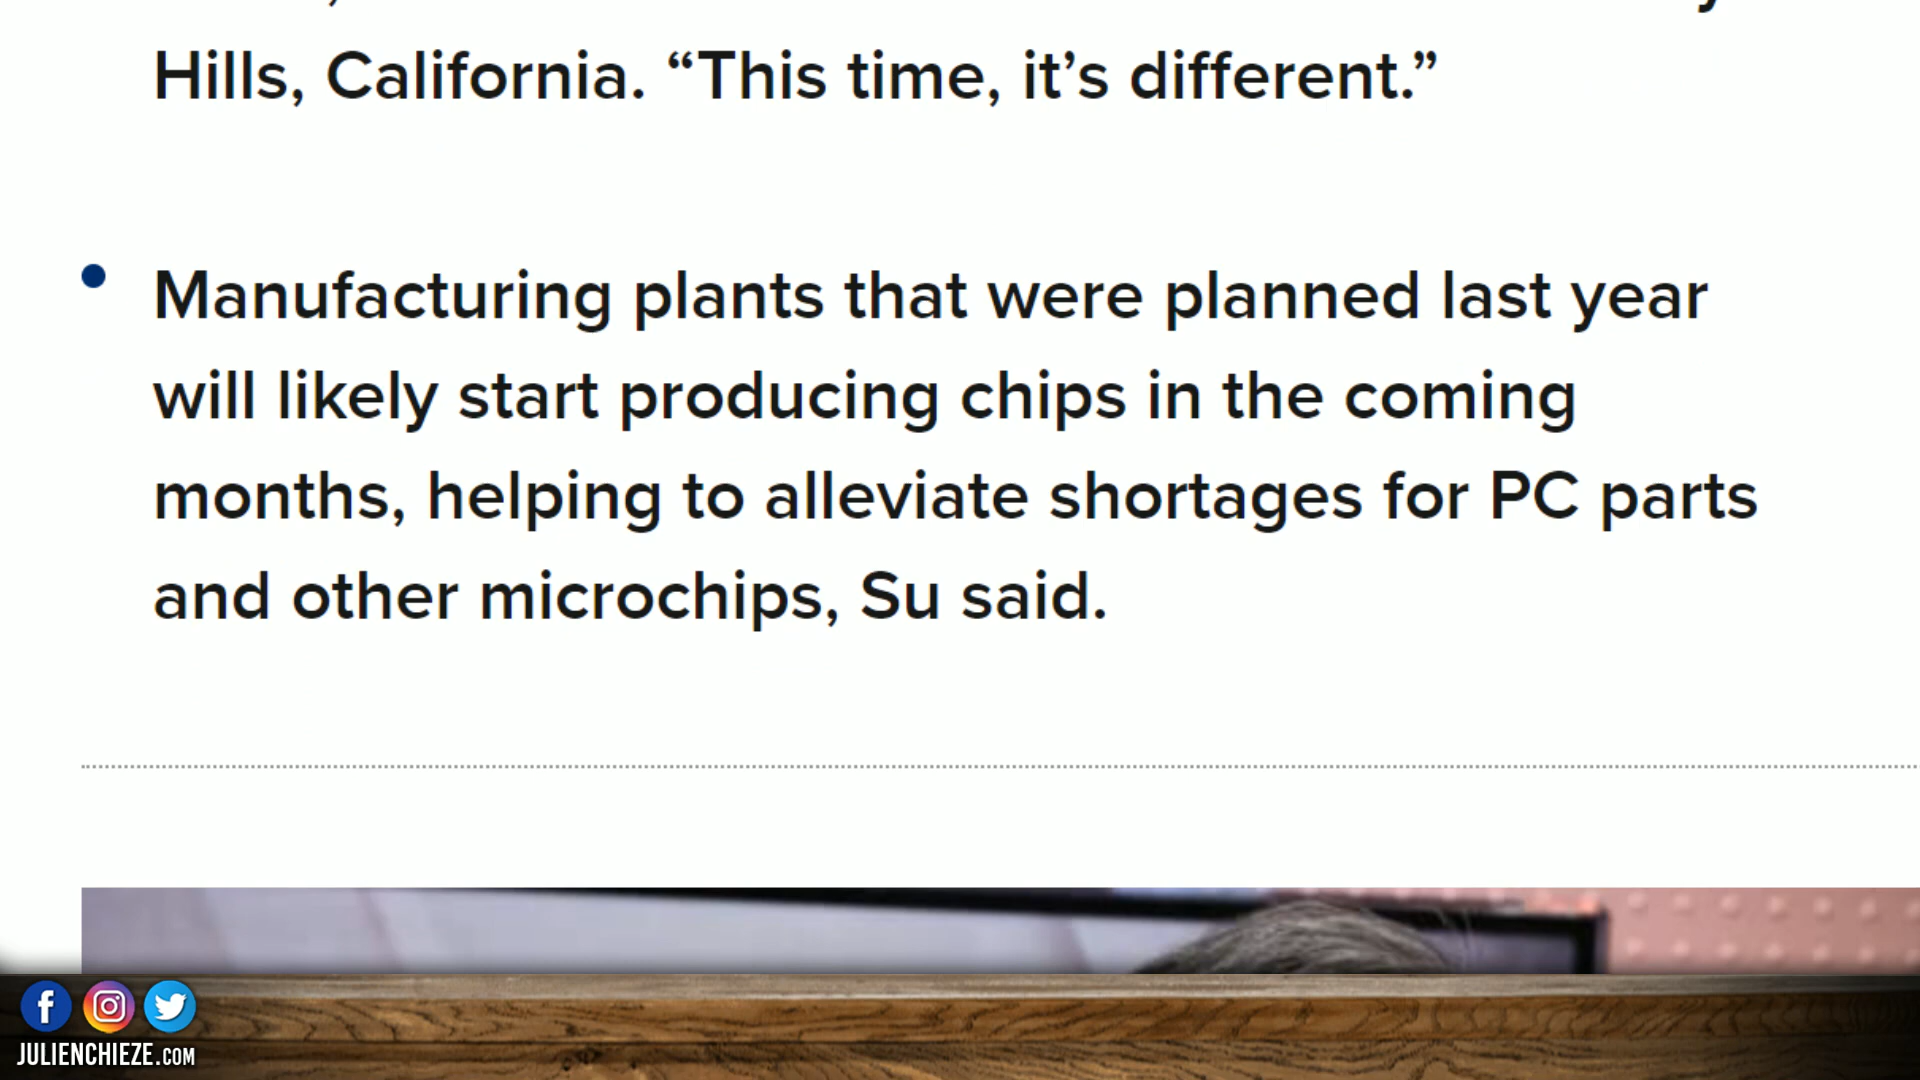 Hills, California. “This time, it’s different.”
• Manufacturing plants that were planned last year
will likely start producing chips in the coming
months, helping to alleviate shortages for PC parts
and other microchips, Su said.
JULIENCHIEZE.COM